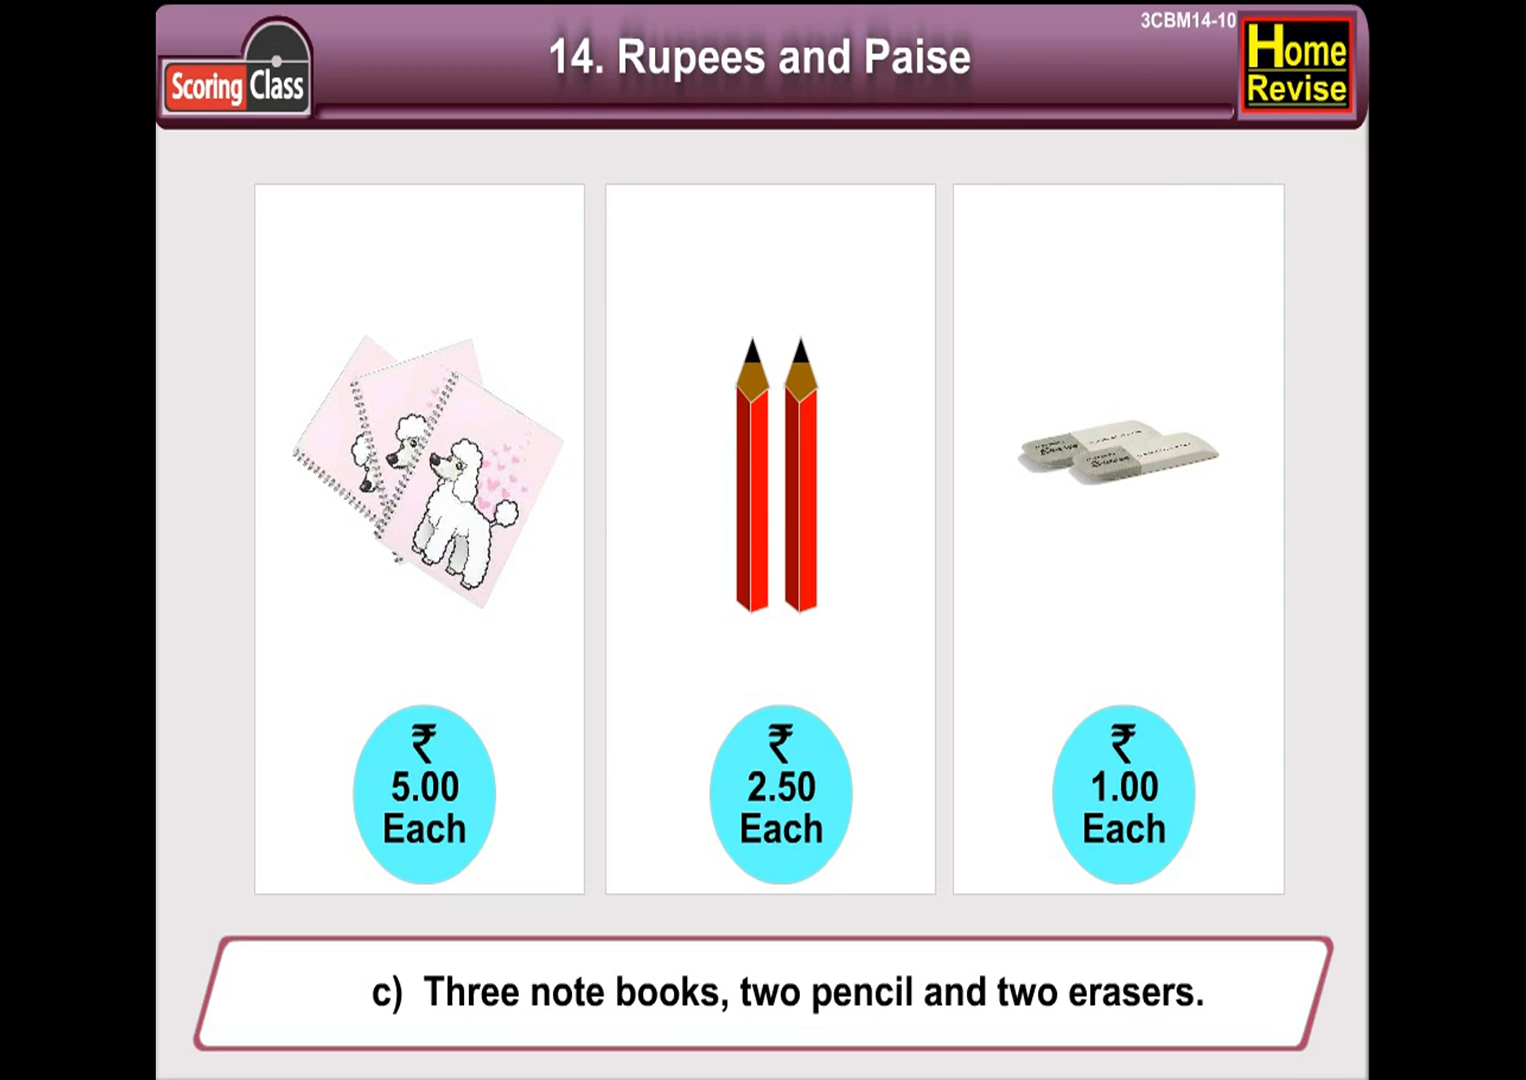 3CBM14-10
Scoring Class
14. Rupees and Paise
Home
Revise
₹
5.00
Each
₹
2.50
Each
₹
1.00
Each
c) Three note books, two pencil and two erasers.